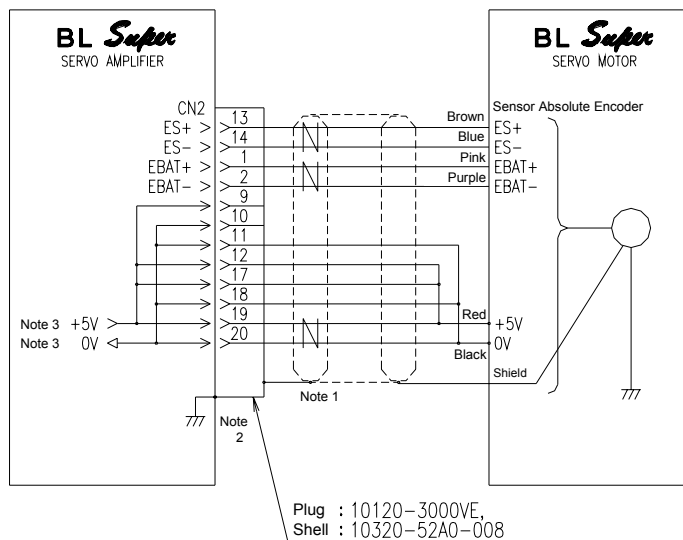 BL Super
SERVO AMPLIFIER
BL Super
SERVO MOTOR
CN2
Sensor Absolute Encoder
ES+ 13 Brown ES+
ES- 14 Blue ES-
EBAT+ 1 Pink EBAT+
EBAT- 2 Purple EBAT-
9
10
11
12
17
18
Note 3 +5V 19 Red +5V
Note 3 0V 20 Black 0V
Shield
Note 1
Note 2
Plug : 10120-3000VE,
Shell : 10320-52A0-008